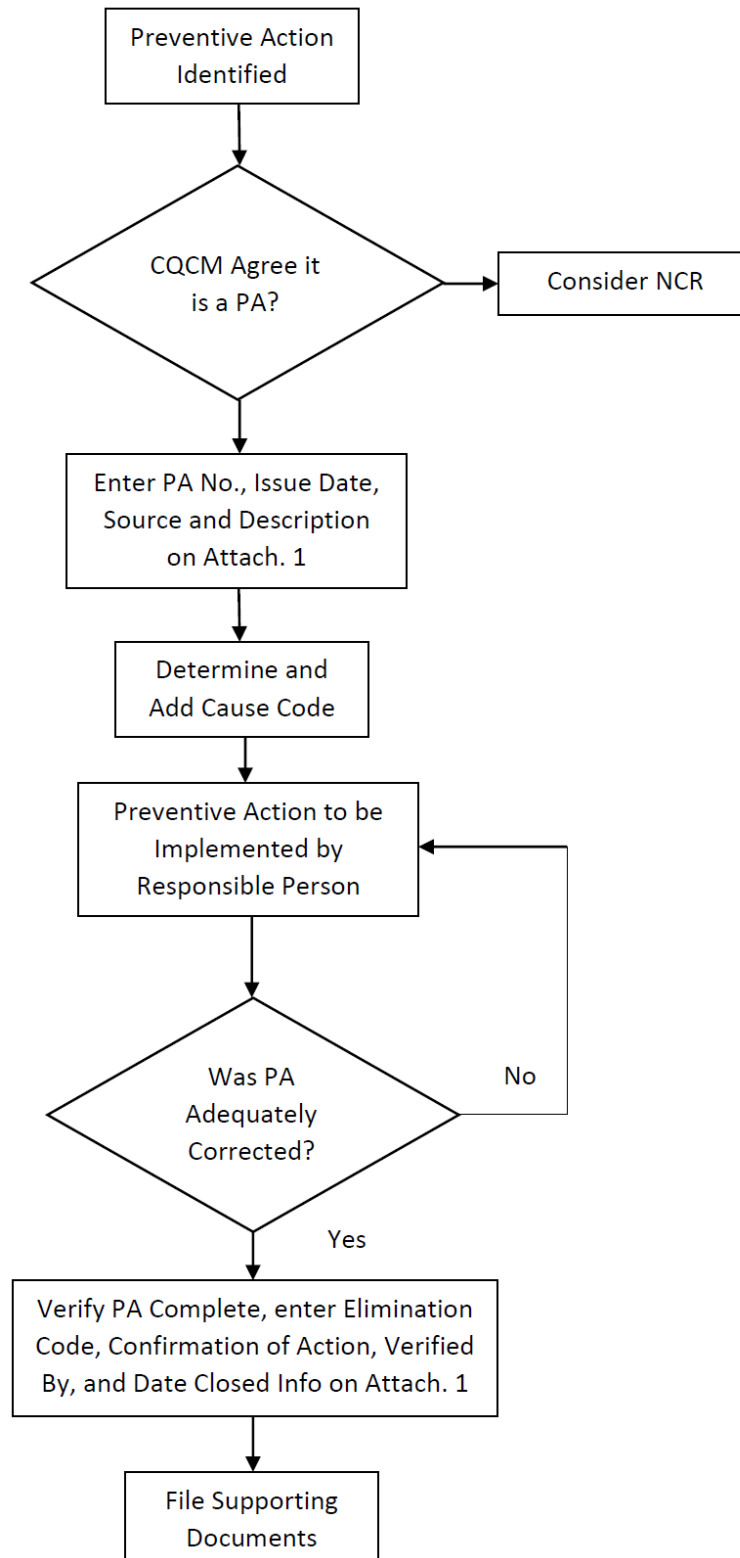 Preventive Action
Identified
CQCM Agree it
is a PA?
Consider NCR
Enter PA No., Issue Date,
Source and Description
on Attach. 1
Determine and
Add Cause Code
Preventive Action to be
Implemented by
Responsible Person
Was PA
Adequately
Corrected?
No
Yes
Verify PA Complete, enter Elimination
Code, Confirmation of Action, Verified
By, and Date Closed Info on Attach. 1
File Supporting
Documents